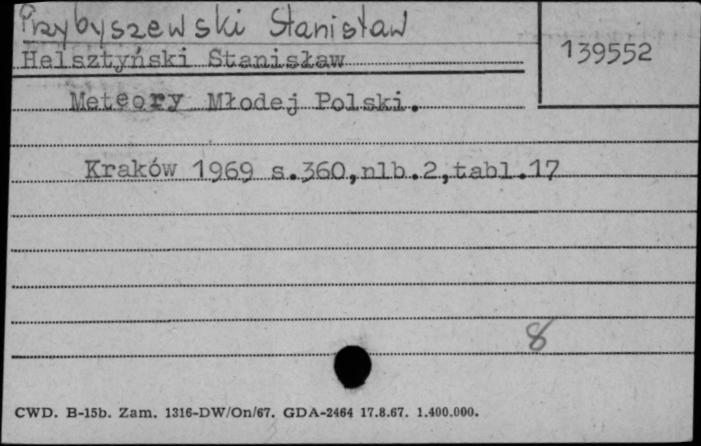 Przybyszewski Stanisław
139552
Helsztyński Stanisław
Meteory Młodej Polski.
Kraków 1969 s.360,nlb.2,tabl.17
8
CWD. B-15b. Zam. 1316-DW/On/67. GDA-2464 17.8.67. 1.400.000.